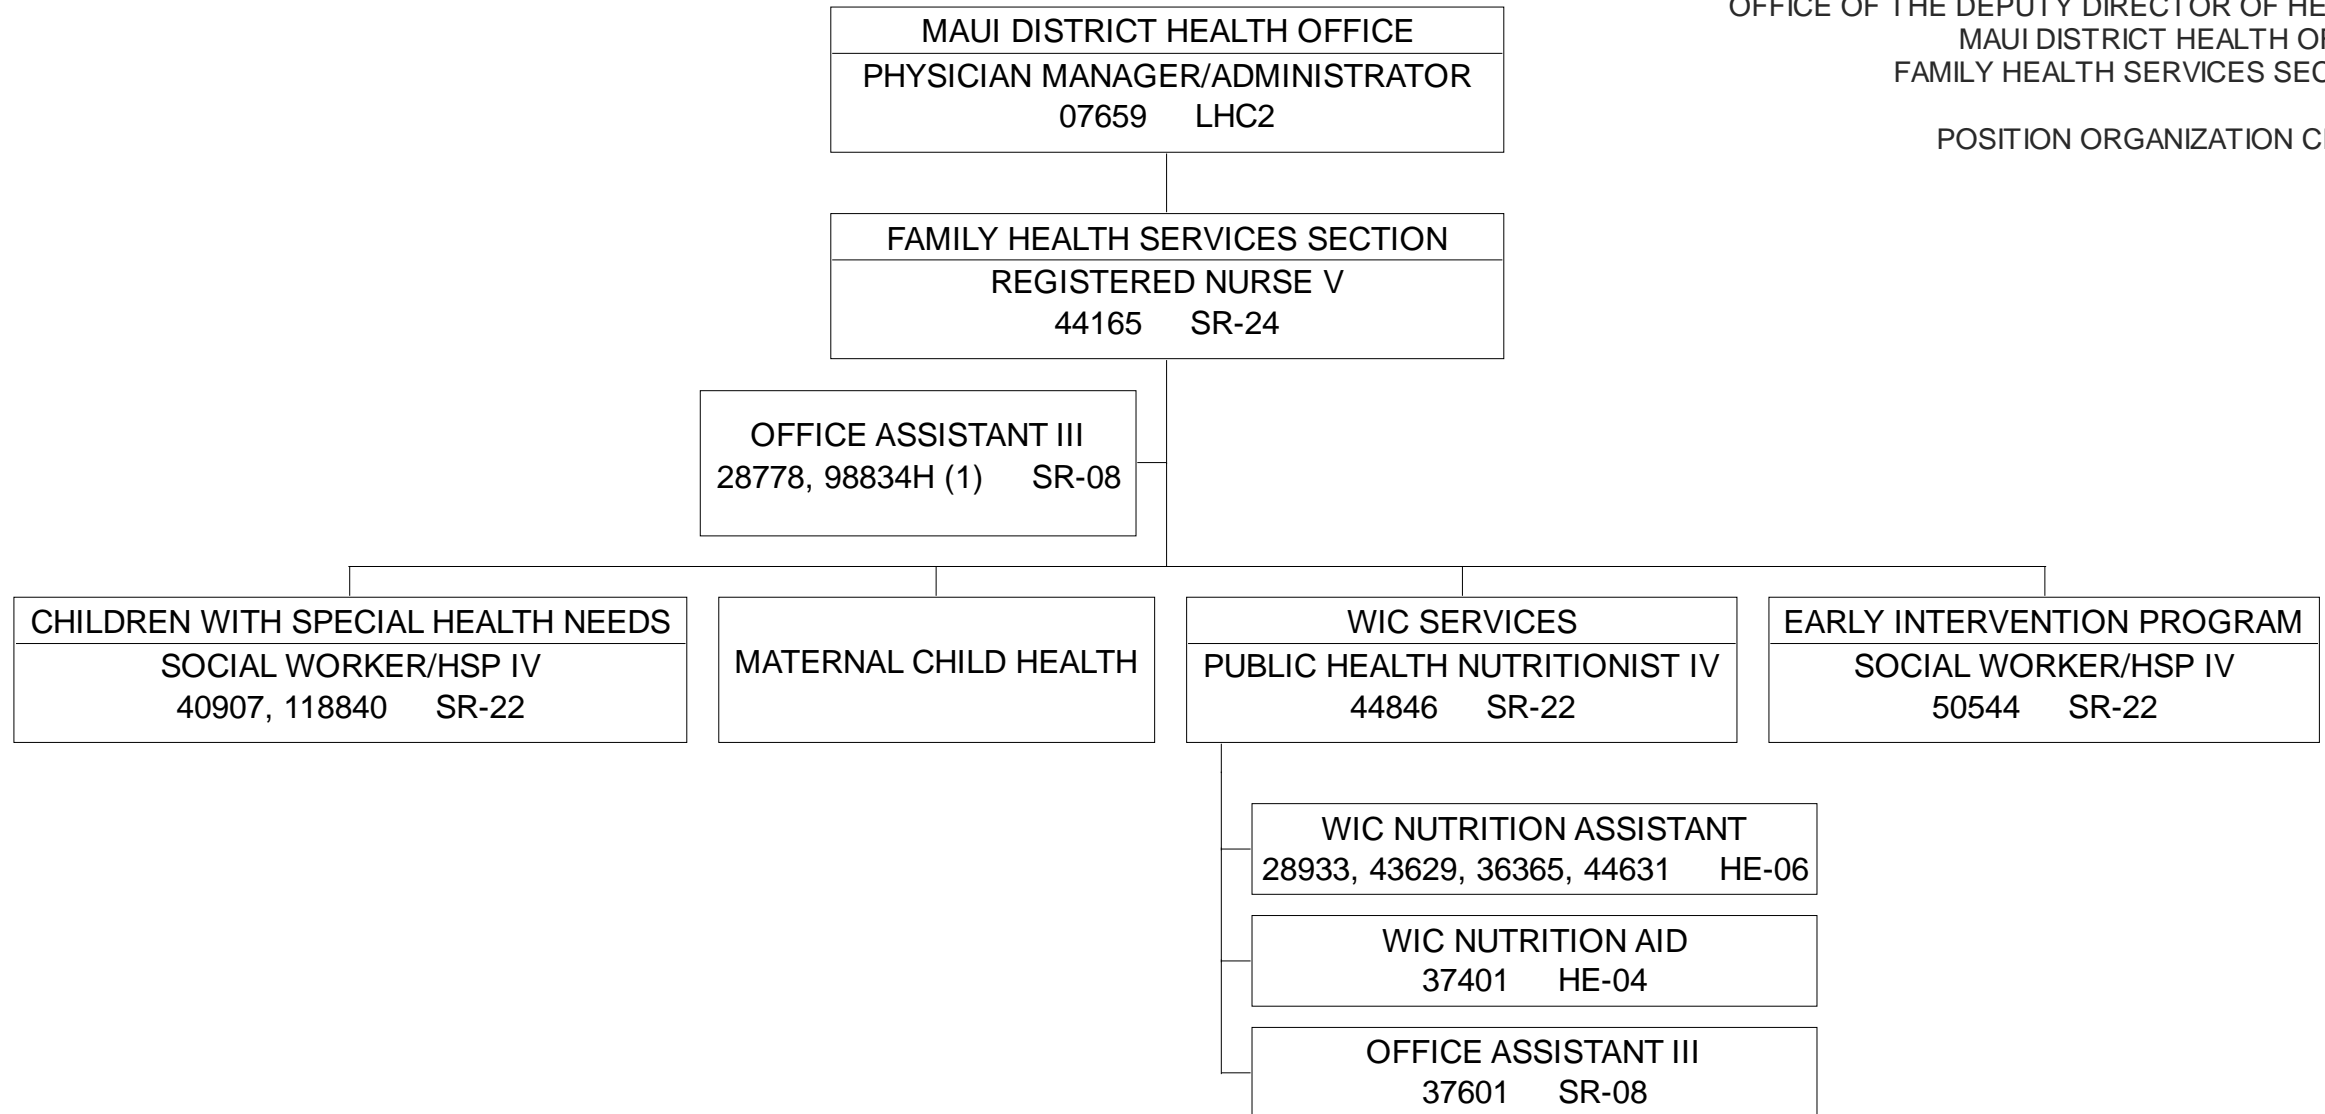 OFFICE OF THE DEPUTY DIRECTOR OF
MAUI DISTRICT HEALTH
FAMILY HEALTH SERVICES
POSITION ORGANIZATION
MAUI DISTRICT HEALTH OFFICE
PHYSICIAN MANAGER/ADMINISTRATOR
07659 LHC2
FAMILY HEALTH SERVICES SECTION
REGISTERED NURSE V
44165 SR-24
OFFICE ASSISTANT III
28778, 98834H (1) SR-08
CHILDREN WITH SPECIAL HEALTH NEEDS
SOCIAL WORKER/HSP IV
40907, 118840 SR-22
MATERNAL CHILD HEALTH
WIC SERVICES
PUBLIC HEALTH NUTRITIONIST IV
44846 SR-22
EARLY INTERVENTION PROGRAM
SOCIAL WORKER/HSP IV
50544 SR-22
WIC NUTRITION ASSISTANT
28933, 43629, 36365, 44631 HE-06
WIC NUTRITION AID
37401 HE-04
OFFICE ASSISTANT III
37601 SR-08